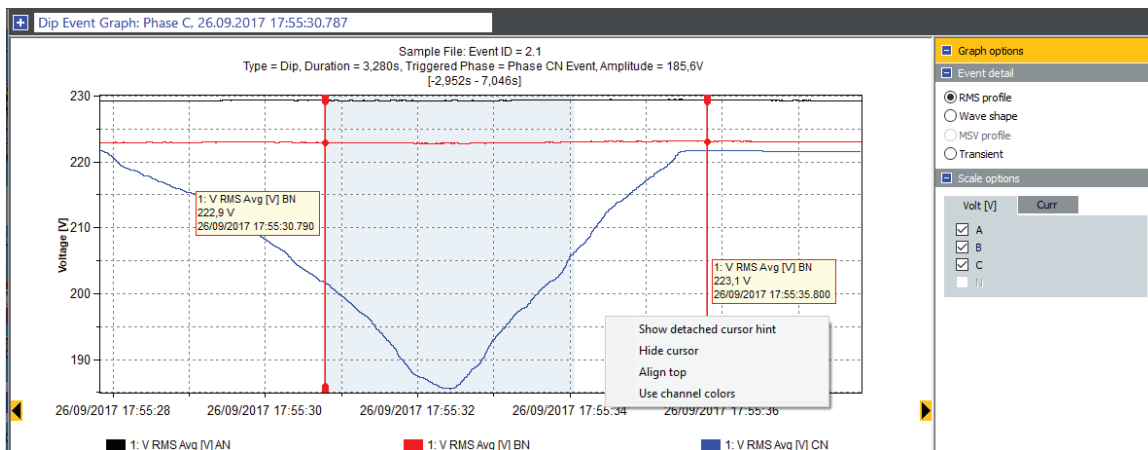 Dip Event Graph: Phase C, 26.09.2017 17:55:30.787
Sample File: Event ID = 2.1
Type = Dip, Duration = 3,280s, Triggered Phase = Phase CN Event, Amplitude = 185,6V
[-2,952s - 7,046s]
Voltage [V]
230
220
210
200
190
1: V RMS Avg [V] BN
222,9 V
26/09/2017 17:55:30.790
1: V RMS Avg [V] BN
223,1 V
26/09/2017 17:55:35.800
Show detached cursor hint
Hide cursor
Align top
Use channel colors
26/09/2017 17:55:28
26/09/2017 17:55:30
26/09/2017 17:55:32
26/09/2017 17:55:34
26/09/2017 17:55:36
1: V RMS Avg [V] AN
1: V RMS Avg [V] BN
1: V RMS Avg [V] CN
Graph options
Event detail
RMS profile
Wave shape
MSV profile
Transient
Scale options
Volt [V]
Curr
A
B
C
N